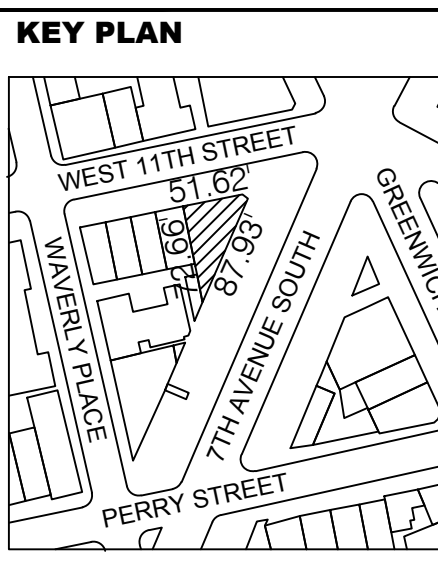 KEY PLAN
WEST 11TH STREET
51.62'
72.66'
87.93'
GREENWICH
WAVERLY PLACE
7TH AVENUE SOUTH
PERRY STREET